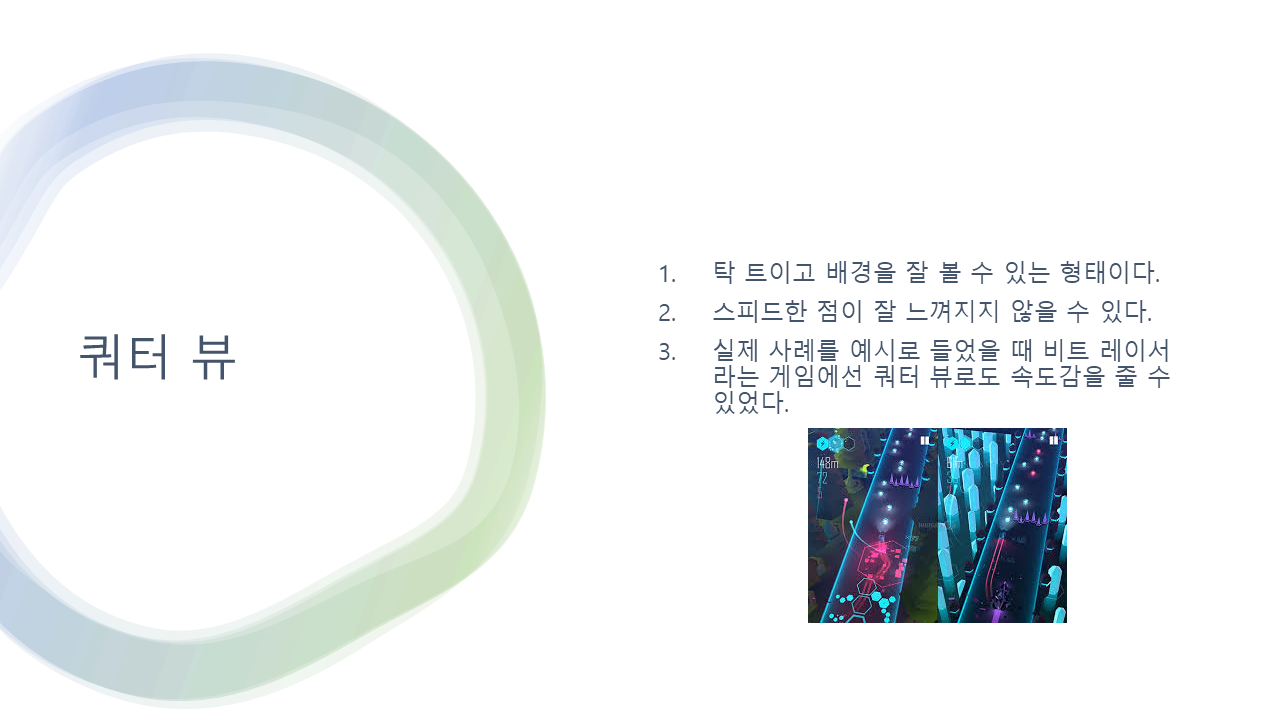 쿼터 뷰
1. 탁 트이고 배경을 잘 볼 수 있는 형태이다.
2. 스피드한 점이 잘 느껴지지 않을 수 있다.
3. 실제 사례를 예시로 들었을 때 비트 레이서
라는 게임에선 쿼터 뷰로도 속도감을 줄 수
있었다.
148m
72
5